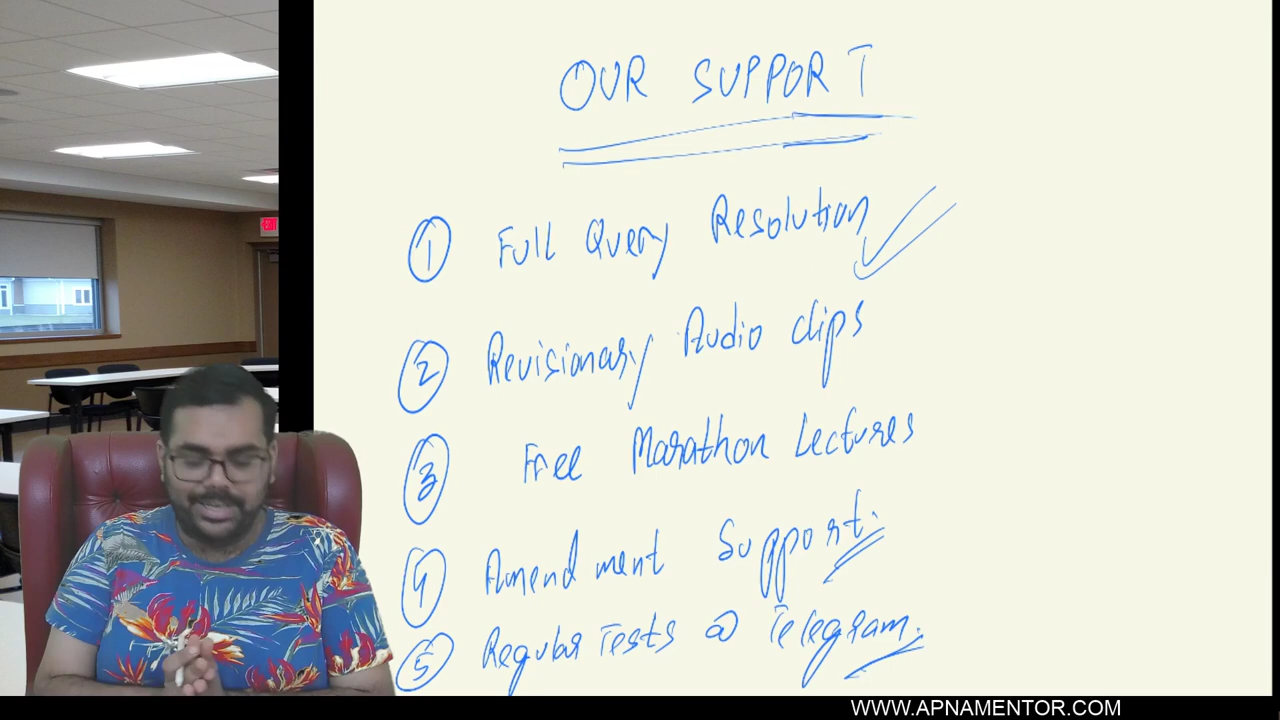 OUR SUPPORT
① Full Query Resolution
② Revisionary Audio clips
③ Free Marathon Lectures
④ Amendment Support.
⑤ Regular Tests @ Telegram.
WWW.APNAMENTOR.COM